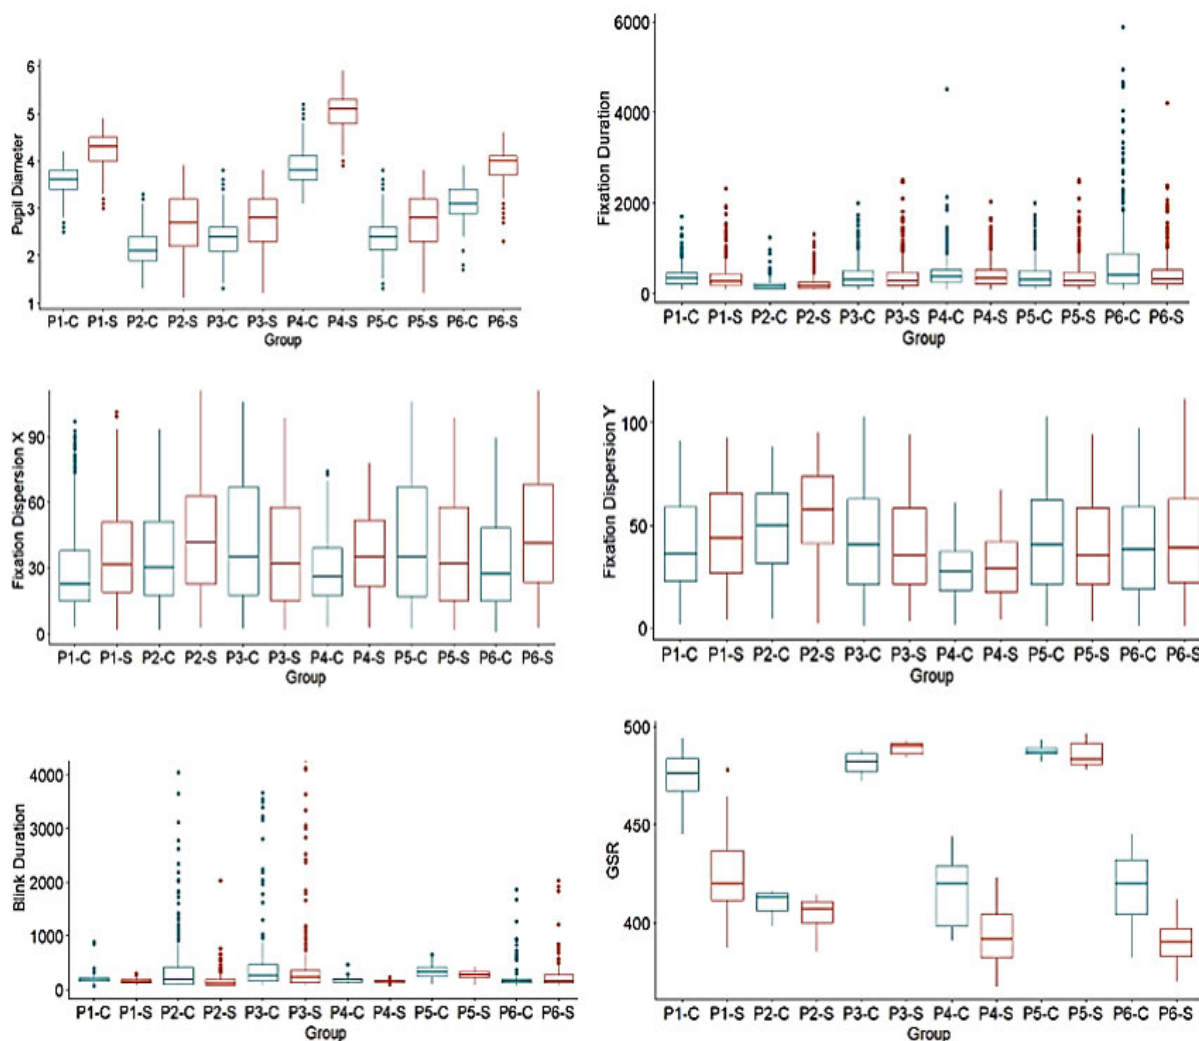 Pupil Diameter
6
5
4
3
2
1
P1-C P1-S P2-C P2-S P3-C P3-S P4-C P4-S P5-C P5-S P6-C P6-S
Group
Fixation Duration
6000
4000
2000
0
P1-C P1-S P2-C P2-S P3-C P3-S P4-C P4-S P5-C P5-S P6-C P6-S
Group
Fixation Dispersion X
90
60
30
0
P1-C P1-S P2-C P2-S P3-C P3-S P4-C P4-S P5-C P5-S P6-C P6-S
Group
Fixation Dispersion Y
100
50
0
P1-C P1-S P2-C P2-S P3-C P3-S P4-C P4-S P5-C P5-S P6-C P6-S
Group
Blink Duration
4000
3000
2000
1000
0
P1-C P1-S P2-C P2-S P3-C P3-S P4-C P4-S P5-C P5-S P6-C P6-S
Group
GSR
500
450
400
P1-C P1-S P2-C P2-S P3-C P3-S P4-C P4-S P5-C P5-S P6-C P6-S
Group